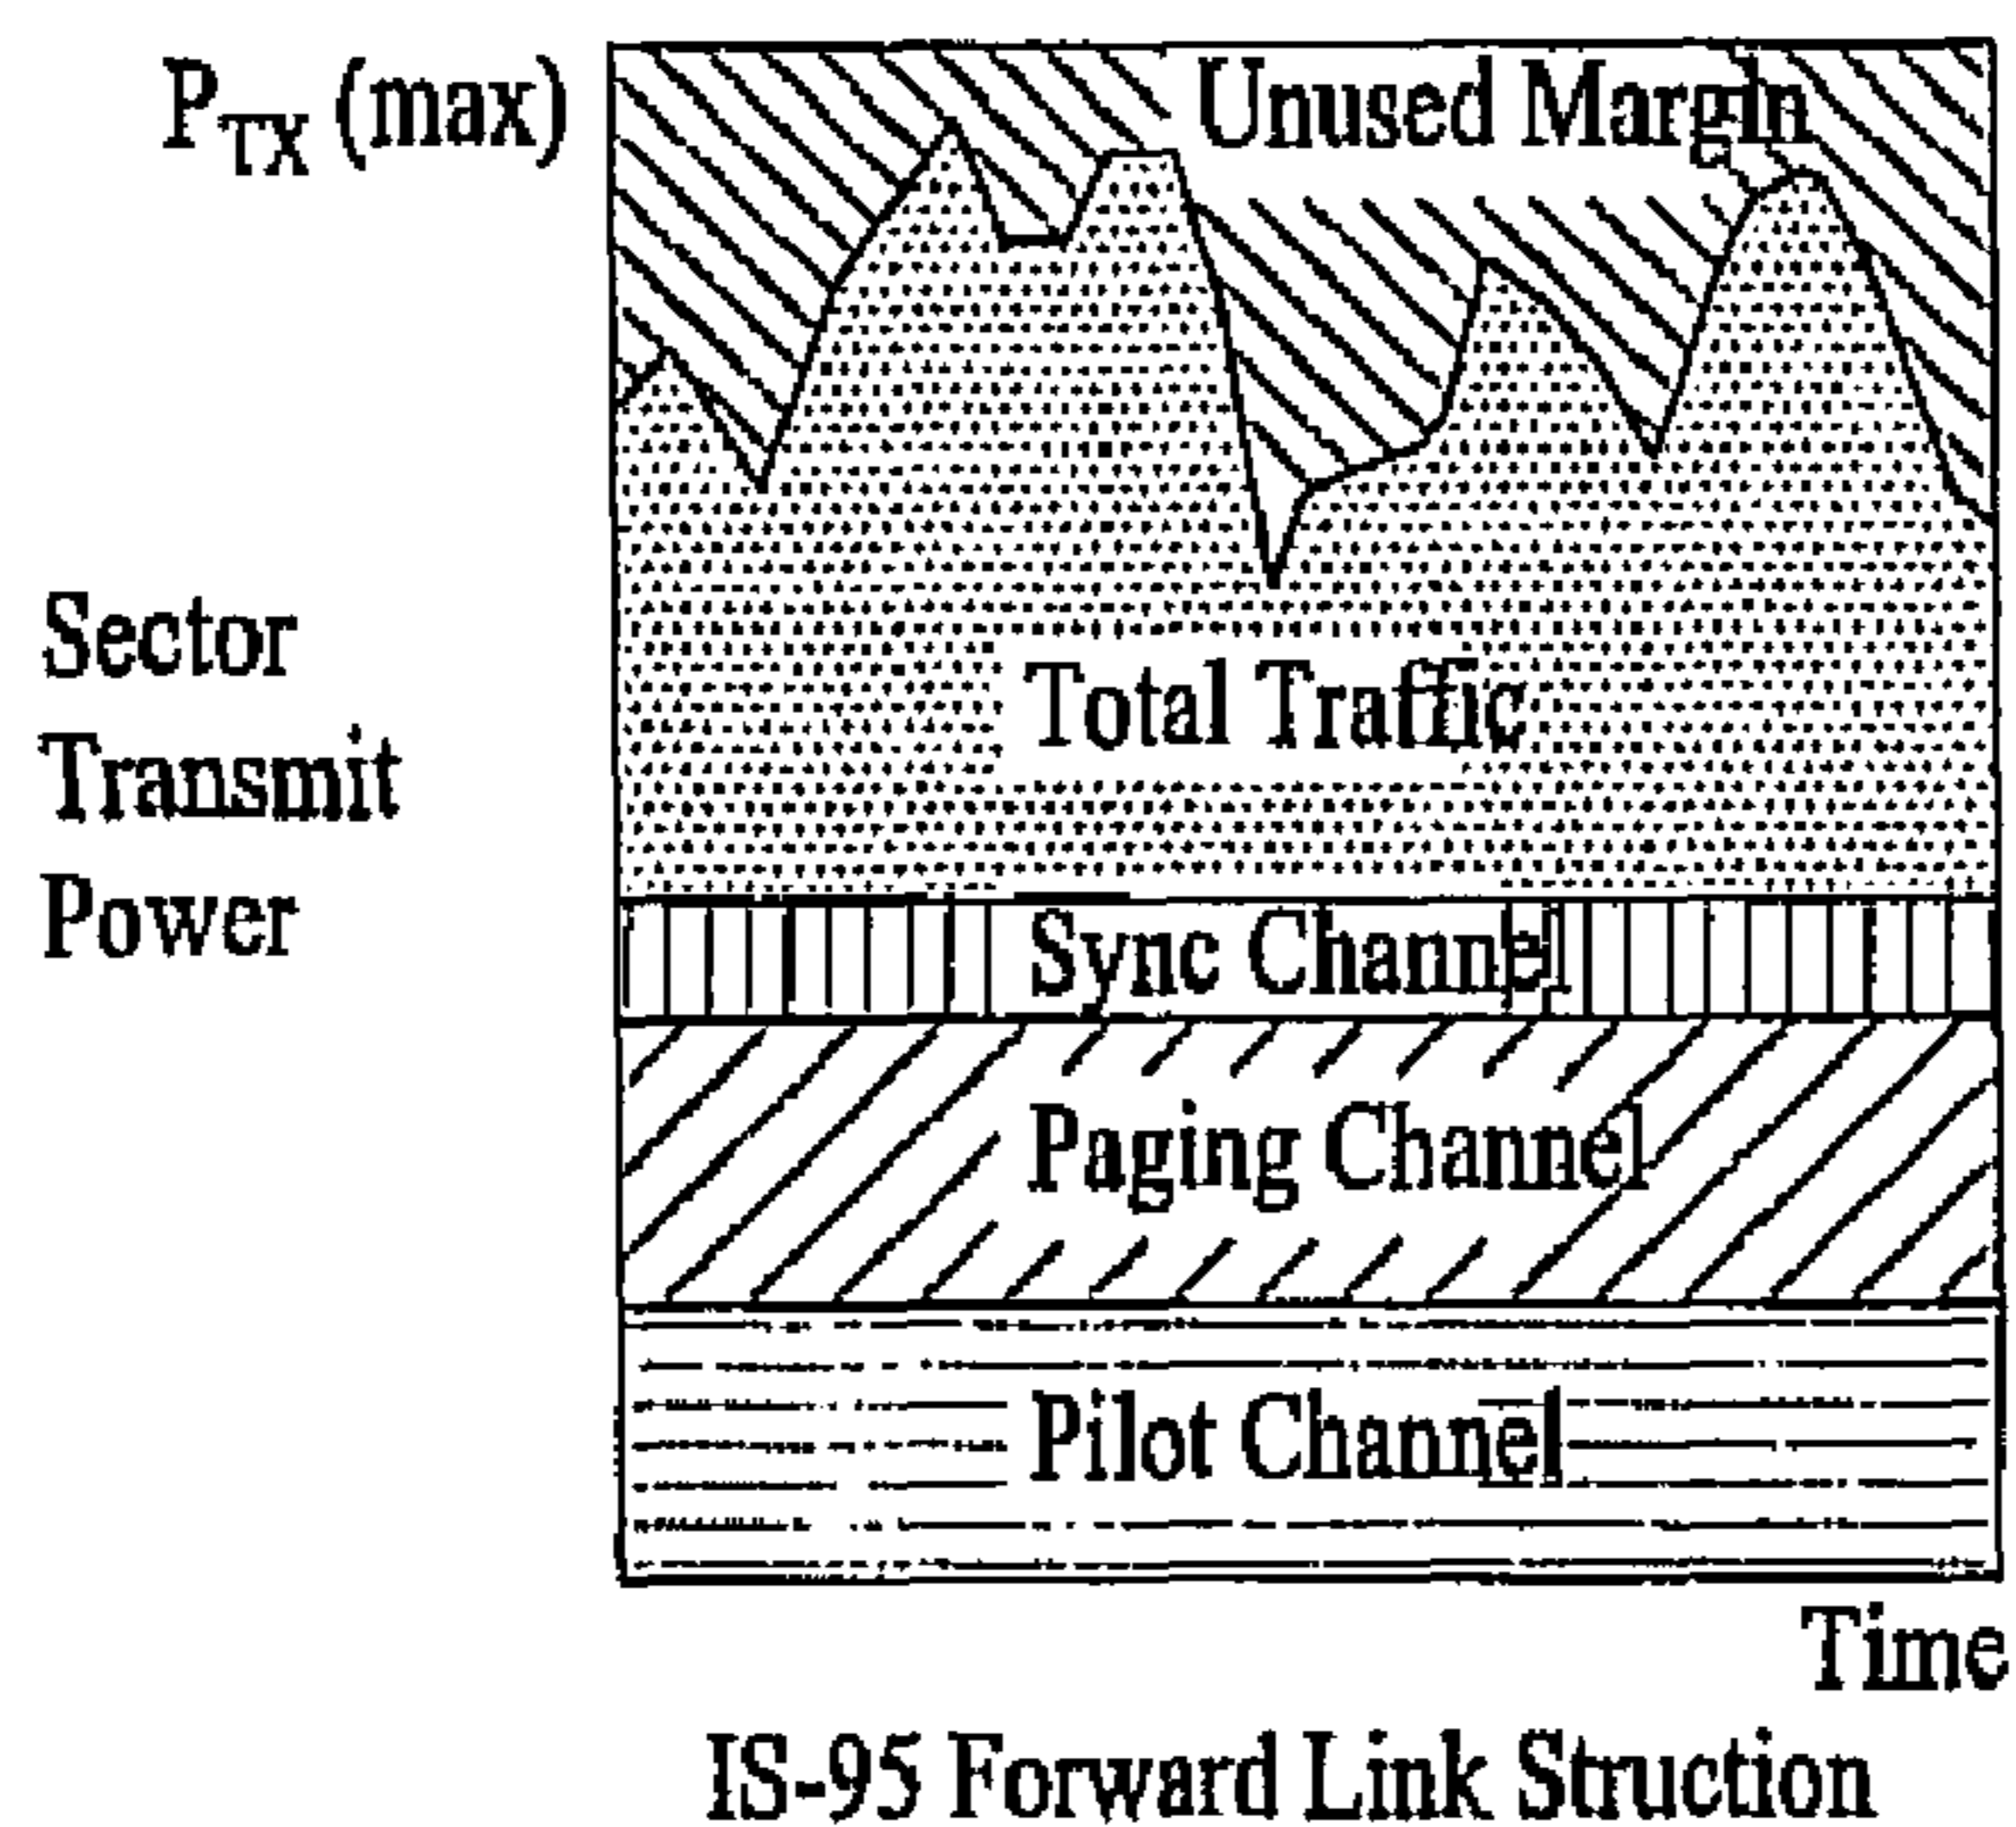 P_TX (max)
Unused Margin
Sector
Transmit
Power
Total Traffic
Sync Channel
Paging Channel
Pilot Channel
Time
IS-95 Forward Link Struction